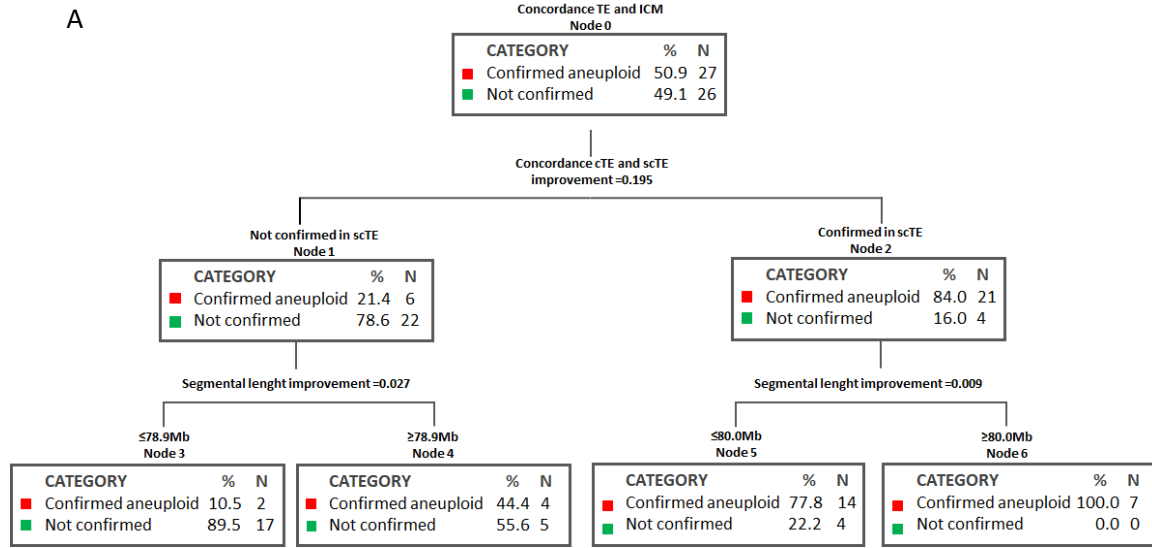 A
Concordance TE and ICM
Node 0
CATEGORY % N
Confirmed aneuploid 50.9 27
Not confirmed 49.1 26
Concordance cTE and scTE
improvement =0.195
Not confirmed in scTE
Node 1
CATEGORY % N
Confirmed aneuploid 21.4 6
Not confirmed 78.6 22
Confirmed in scTE
Node 2
CATEGORY % N
Confirmed aneuploid 84.0 21
Not confirmed 16.0 4
Segmental lenght improvement =0.027
Segmental lenght improvement=0.009
≤78.9Mb
Node 3
CATEGORY % N
Confirmed aneuploid 10.5 2
Not confirmed 89.5 17
≥78.9Mb
Node 4
CATEGORY % N
Confirmed aneuploid 44.4 4
Not confirmed 55.6 5
≤80.0Mb
Node 5
CATEGORY % N
Confirmed aneuploid 77.8 14
Not confirmed 22.2 4
≥80.0Mb
Node 6
CATEGORY % N
Confirmed aneuploid 100.0 7
Not confirmed 0.0 0